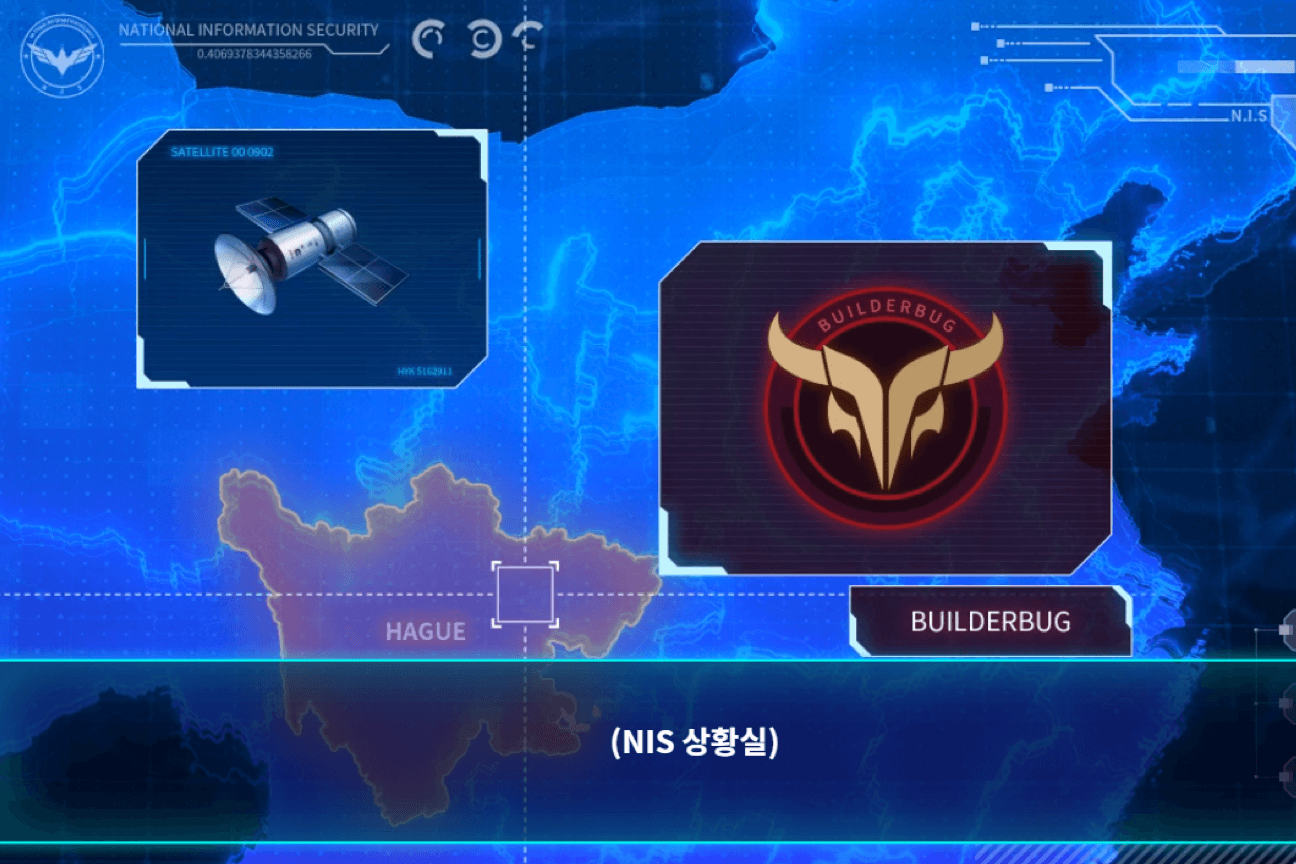 NATIONAL INFORMATION SECURITY
0.4069378344358266
N.I.S
SATELLITE 00 0902
HYK 5162911
BUILDERBUG
BUILDERBUG
HAGUE
(NIS 상황실)